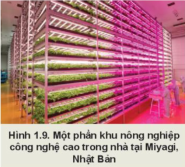 Hình 1.9. Một phần khu nông nghiệp
công nghệ cao trong nhà tại Miyagi,
Nhật Bản